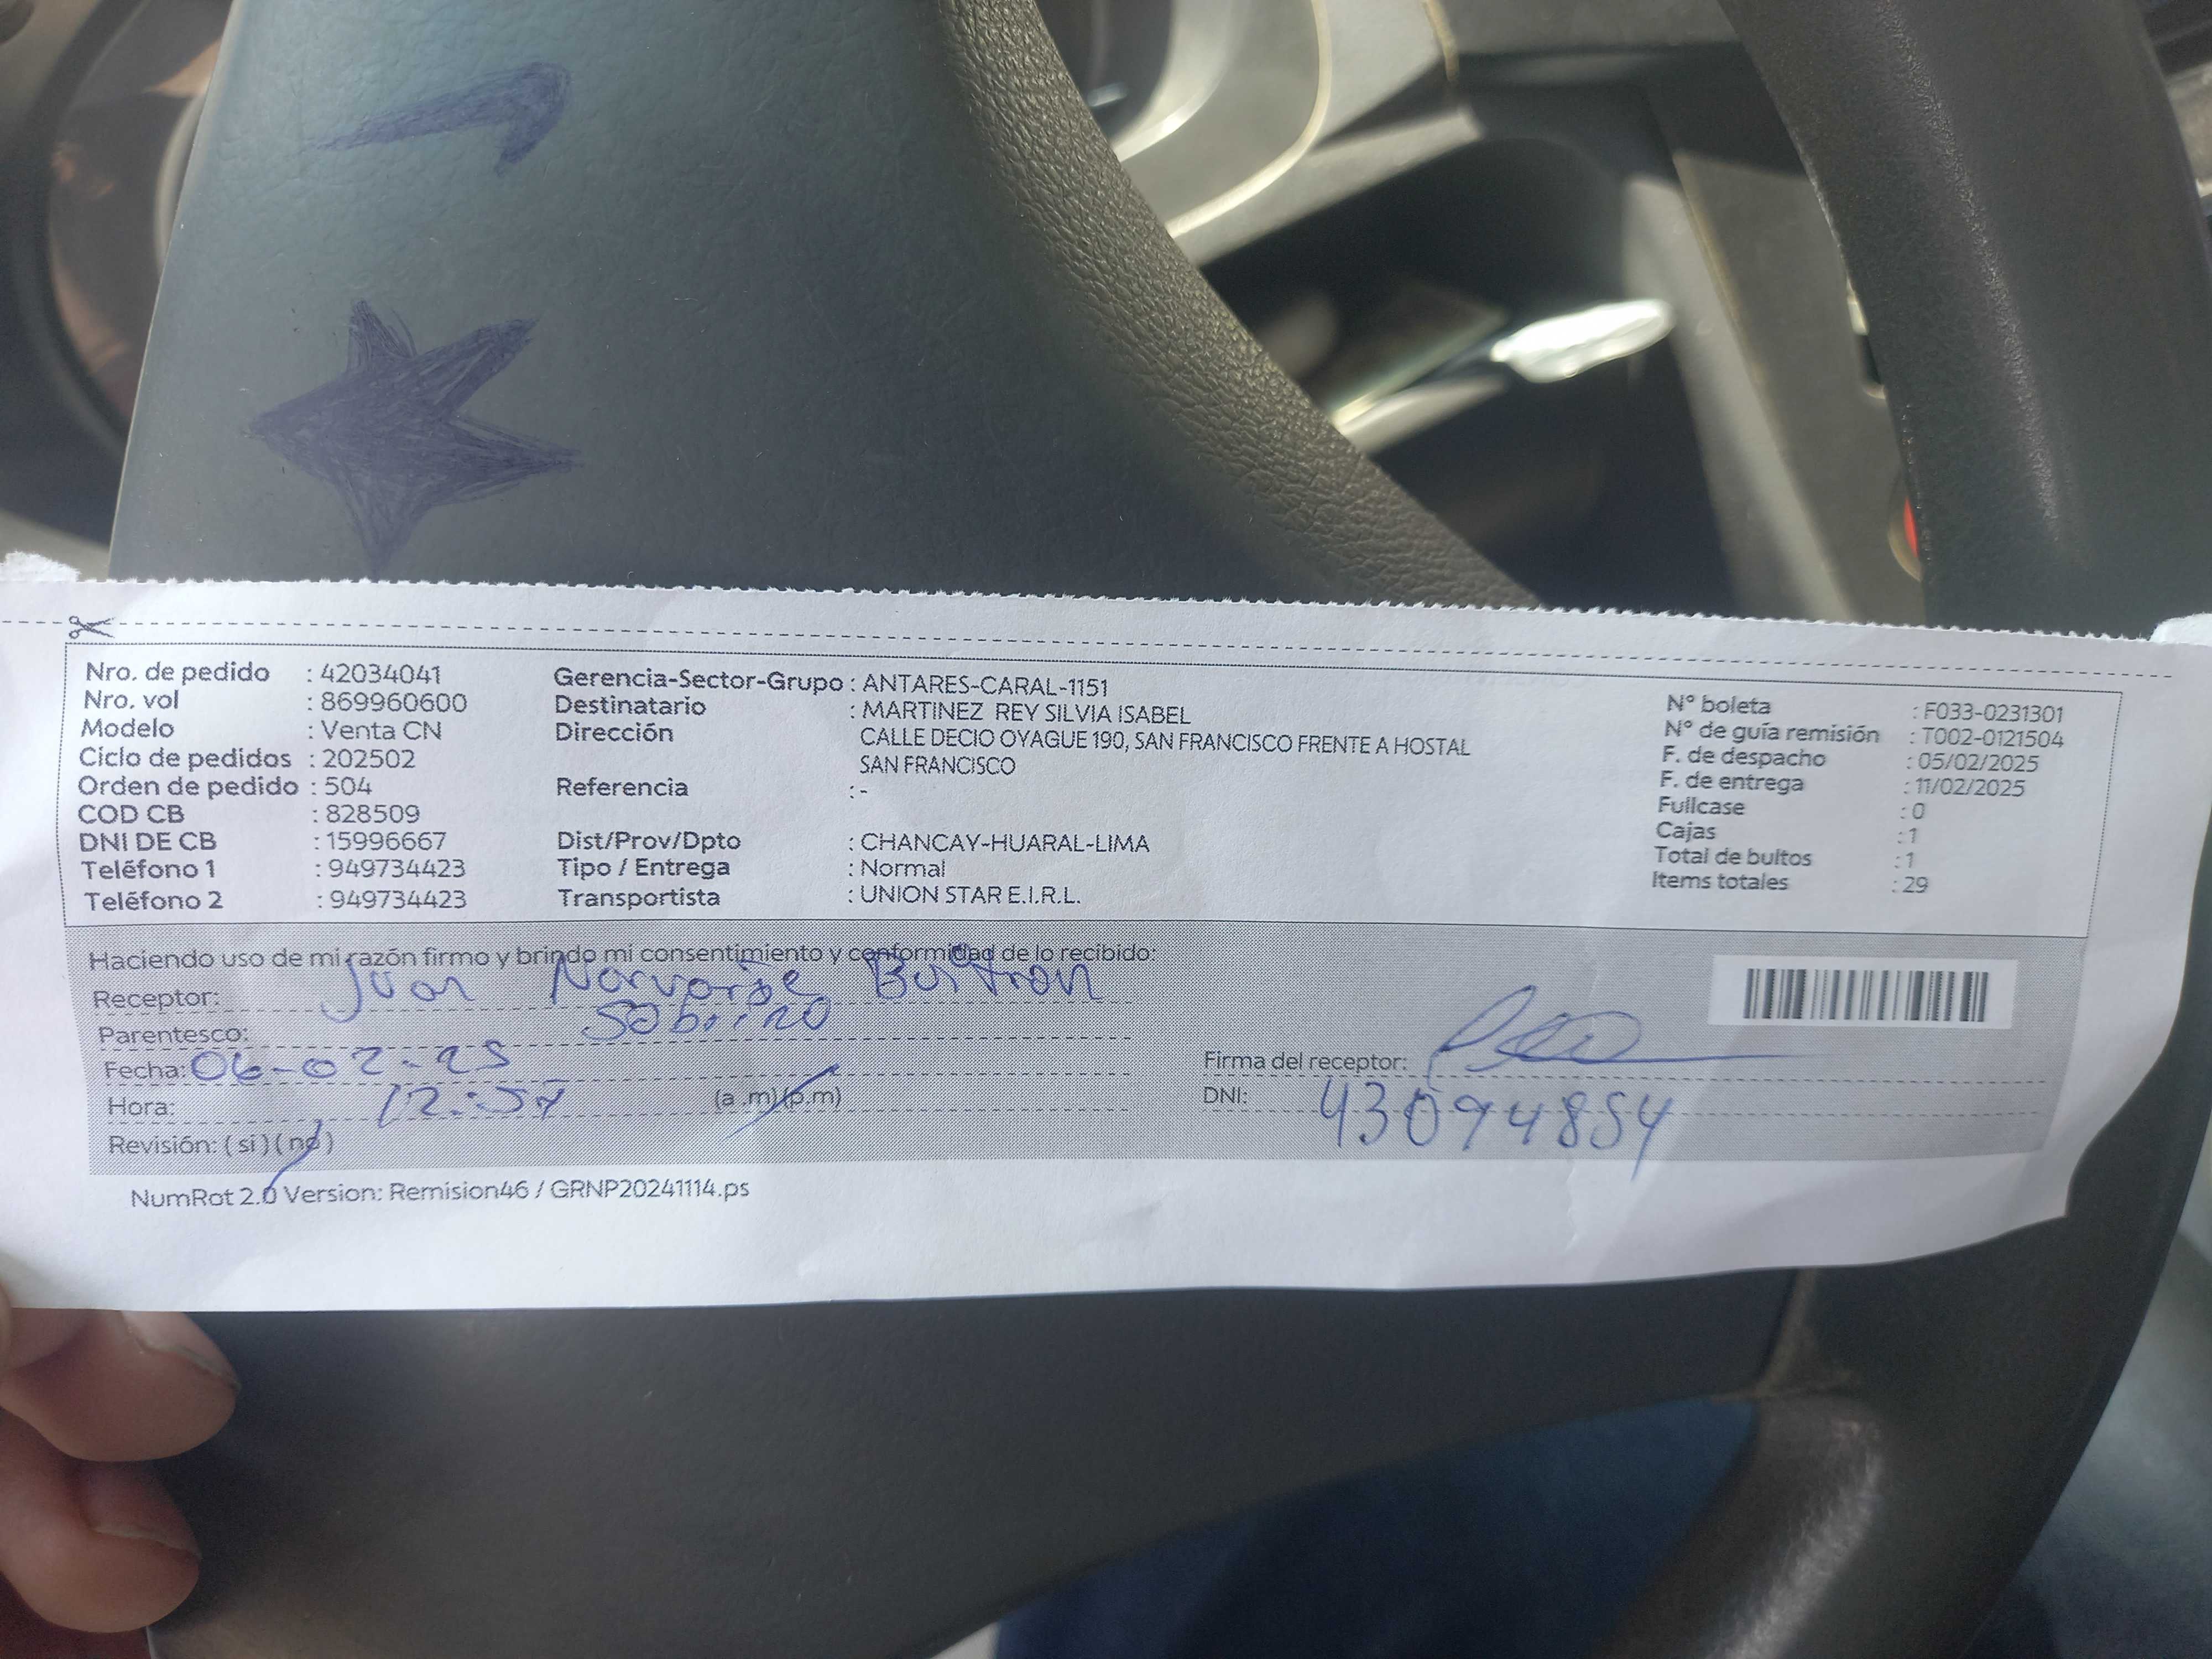 Nro. de pedido : 42034041
Nro. vol : 869960600
Modelo : Venta CN
Ciclo de pedidos : 202502
Orden de pedido : 504
COD CB : 828509
DNI DE CB : 15996667
Teléfono 1 : 949734423
Teléfono 2 : 949734423
Gerencia-Sector-Grupo : ANTARES-CARAL-1151
Destinatario : MARTINEZ REY SILVIA ISABEL
Dirección CALLE DECIO OYAGUE 190, SAN FRANCISCO FRENTE A HOSTAL
SAN FRANCISCO
Referencia : -
Dist/Prov/Dpto : CHANCAY-HUARAL-LIMA
Tipo / Entrega : Normal
Transportista : UNION STAR E.I.R.L.
N° boleta : F033-0231301
N° de guía remisión : T002-0121504
F. de despacho : 05/02/2025
F. de entrega : 11/02/2025
Fullcase : 0
Cajas : 1
Total de bultos : 1
Items totales : 29
Haciendo uso de mi razón firmo y brindo mi consentimiento y conformidad de lo recibido:
Receptor: Juan
Parentesco: Sobrino
Fecha: 06-02-25
Hora: 12:57 (a .m) (p.m)
Revisión: ( si ) ( no )
Firma del receptor:
DNI: 43094854
NumRot 2.0 Version: Remision46 / GRNP20241114.ps